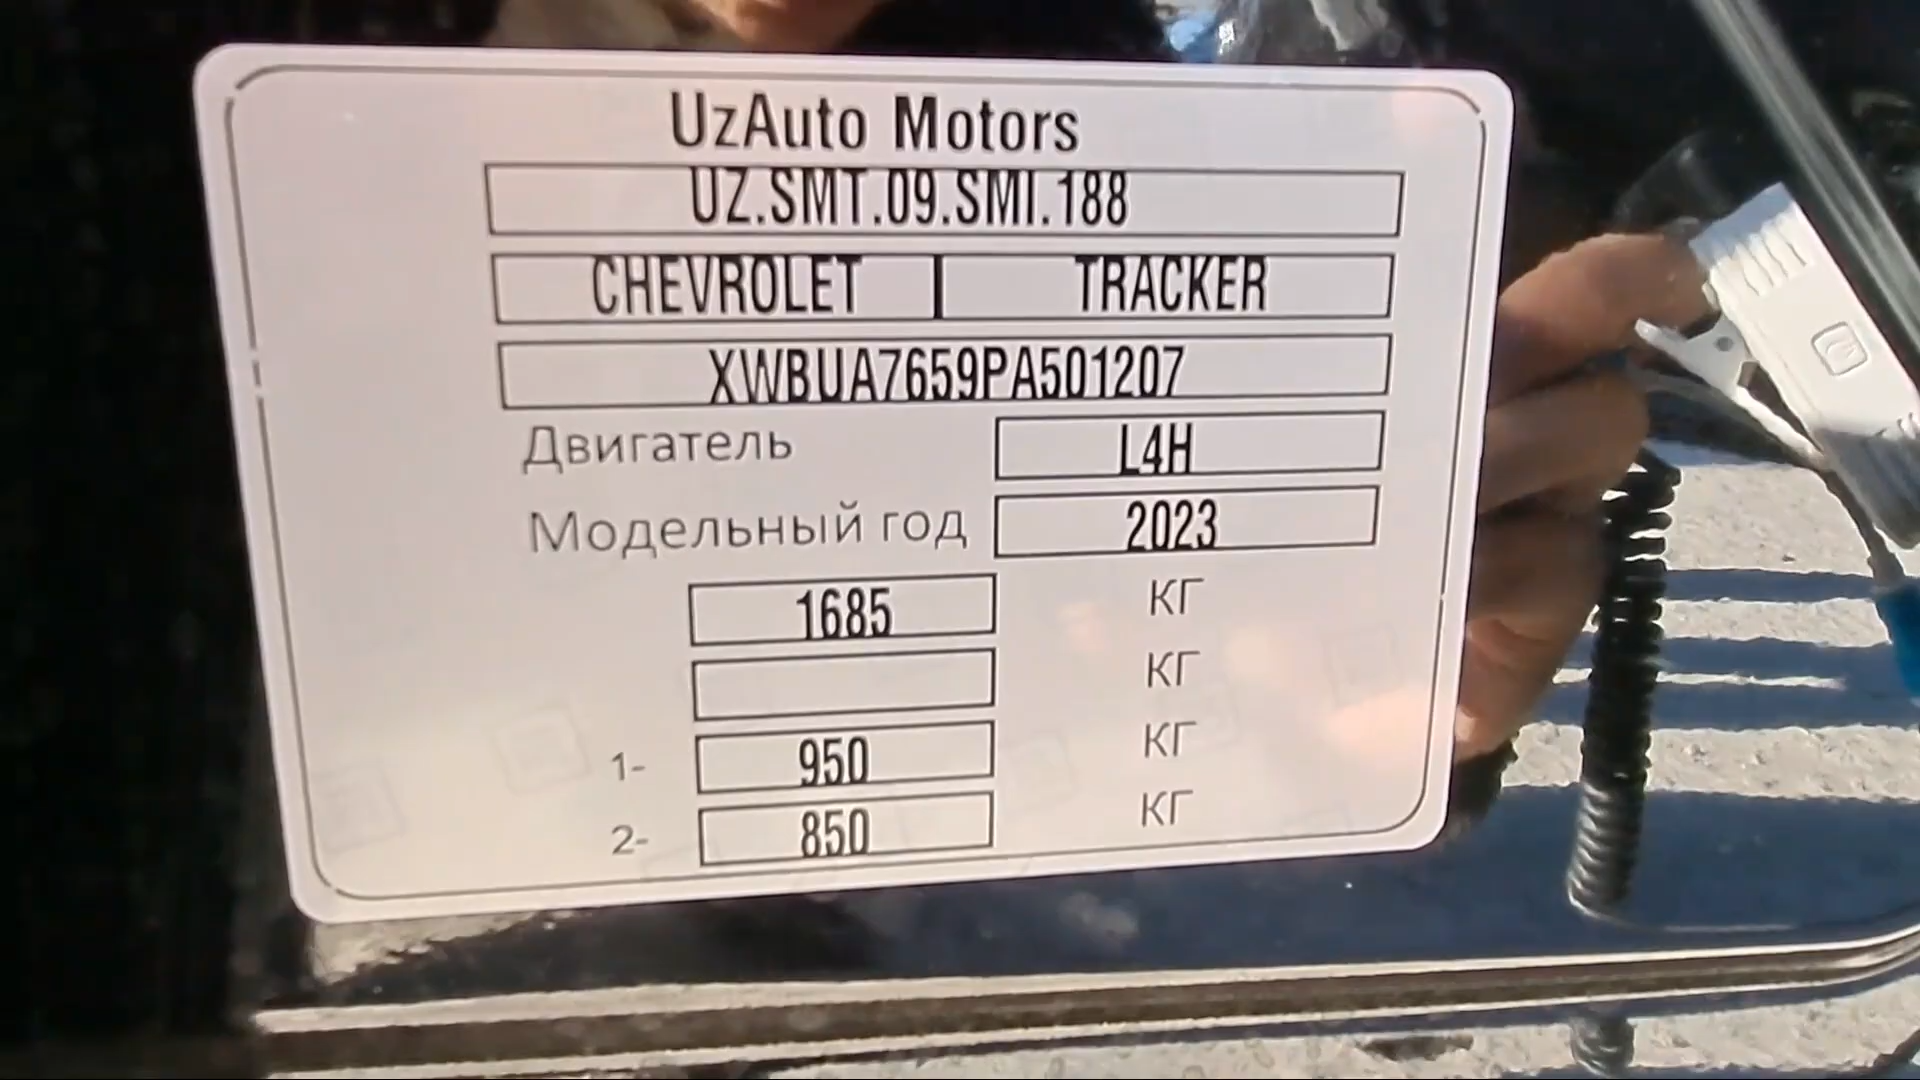 UzAuto Motors
UZ.SMT.09.SMI.188
CHEVROLET TRACKER
XWBUA7659PA501207
Двигатель L4H
Модельный год 2023
1685 КГ
КГ
1- 950 КГ
2- 850 КГ